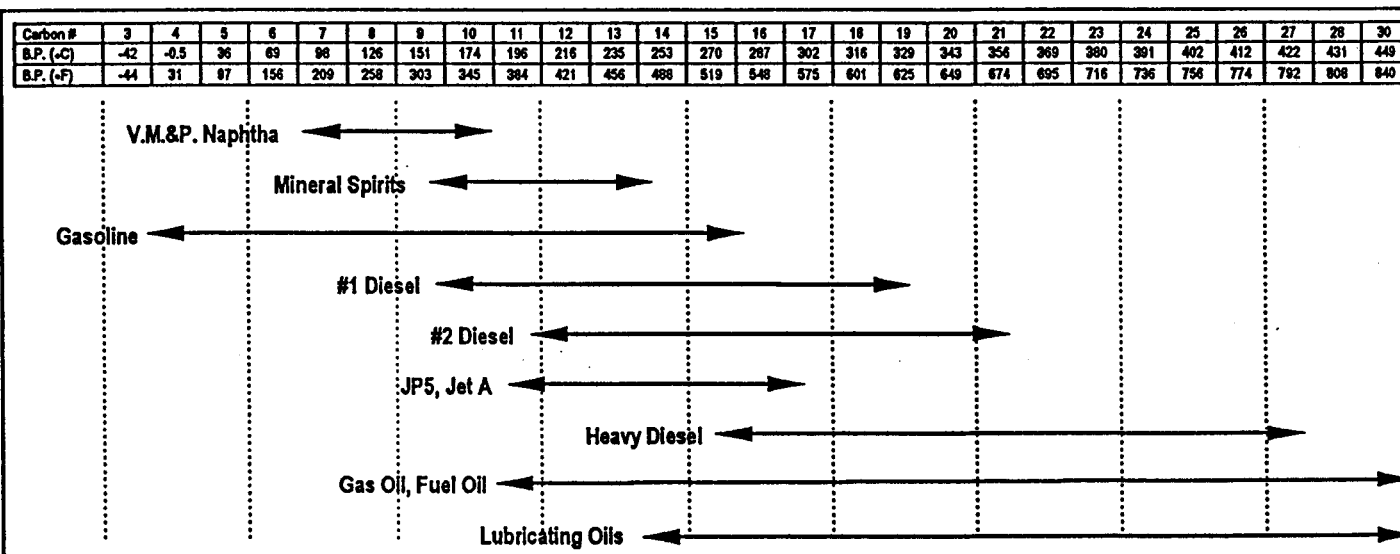 Carbon # 3 4 5 6 7 8 9 10 11 12 13 14 15 16 17 18 19 20 21 22 23 24 25 26 27 28 30
B.P. (∘C) -42 -0.5 36 69 98 126 151 174 196 216 235 253 270 287 302 316 329 343 356 369 380 391 402 412 422 431 449
B.P. (∘F) -44 31 97 156 209 258 303 345 384 421 456 488 519 548 575 601 625 649 674 695 716 736 756 774 792 808 840
V.M.&P. Naphtha
Mineral Spirits
Gasoline
#1 Diesel
#2 Diesel
JP5, Jet A
Heavy Diesel
Gas Oil, Fuel Oil
Lubricating Oils